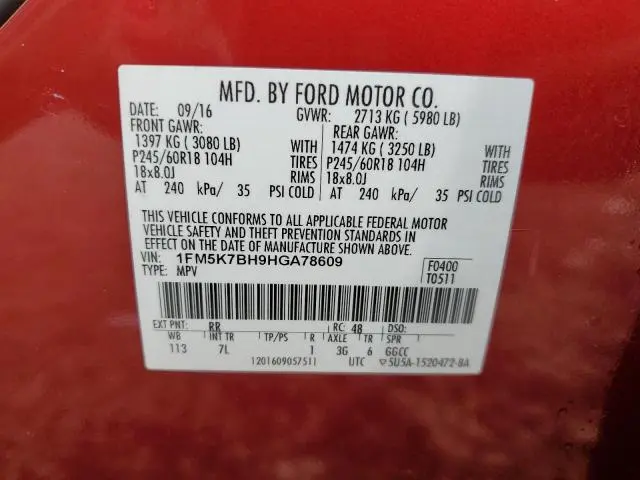 MFD. BY FORD MOTOR CO.
DATE: 09/16 GVWR: 2713 KG ( 5980 LB)
FRONT GAWR: REAR GAWR:
1397 KG ( 3080 LB) WITH 1474 KG ( 3250 LB) WITH
P245/60R18 104H TIRES P245/60R18 104H TIRES
18x8.0J RIMS 18x8.0J RIMS
AT 240 kPa/ 35 PSI COLD AT 240 kPa/ 35 PSI COLD
THIS VEHICLE CONFORMS TO ALL APPLICABLE FEDERAL MOTOR
VEHICLE SAFETY AND THEFT PREVENTION STANDARDS IN
EFFECT ON THE DATE OF MANUFACTURE SHOWN ABOVE.
VIN: 1FM5K7BH9HGA78609 F0400
TYPE: MPV T0511
EXT PNT: RR RC: 48 DSO:
WB INT TR TP/PS R AXLE TR SPR
113 7L 1 3G 6 GGCC
1201609057511 UTC ▽5U5A-1520472-BA